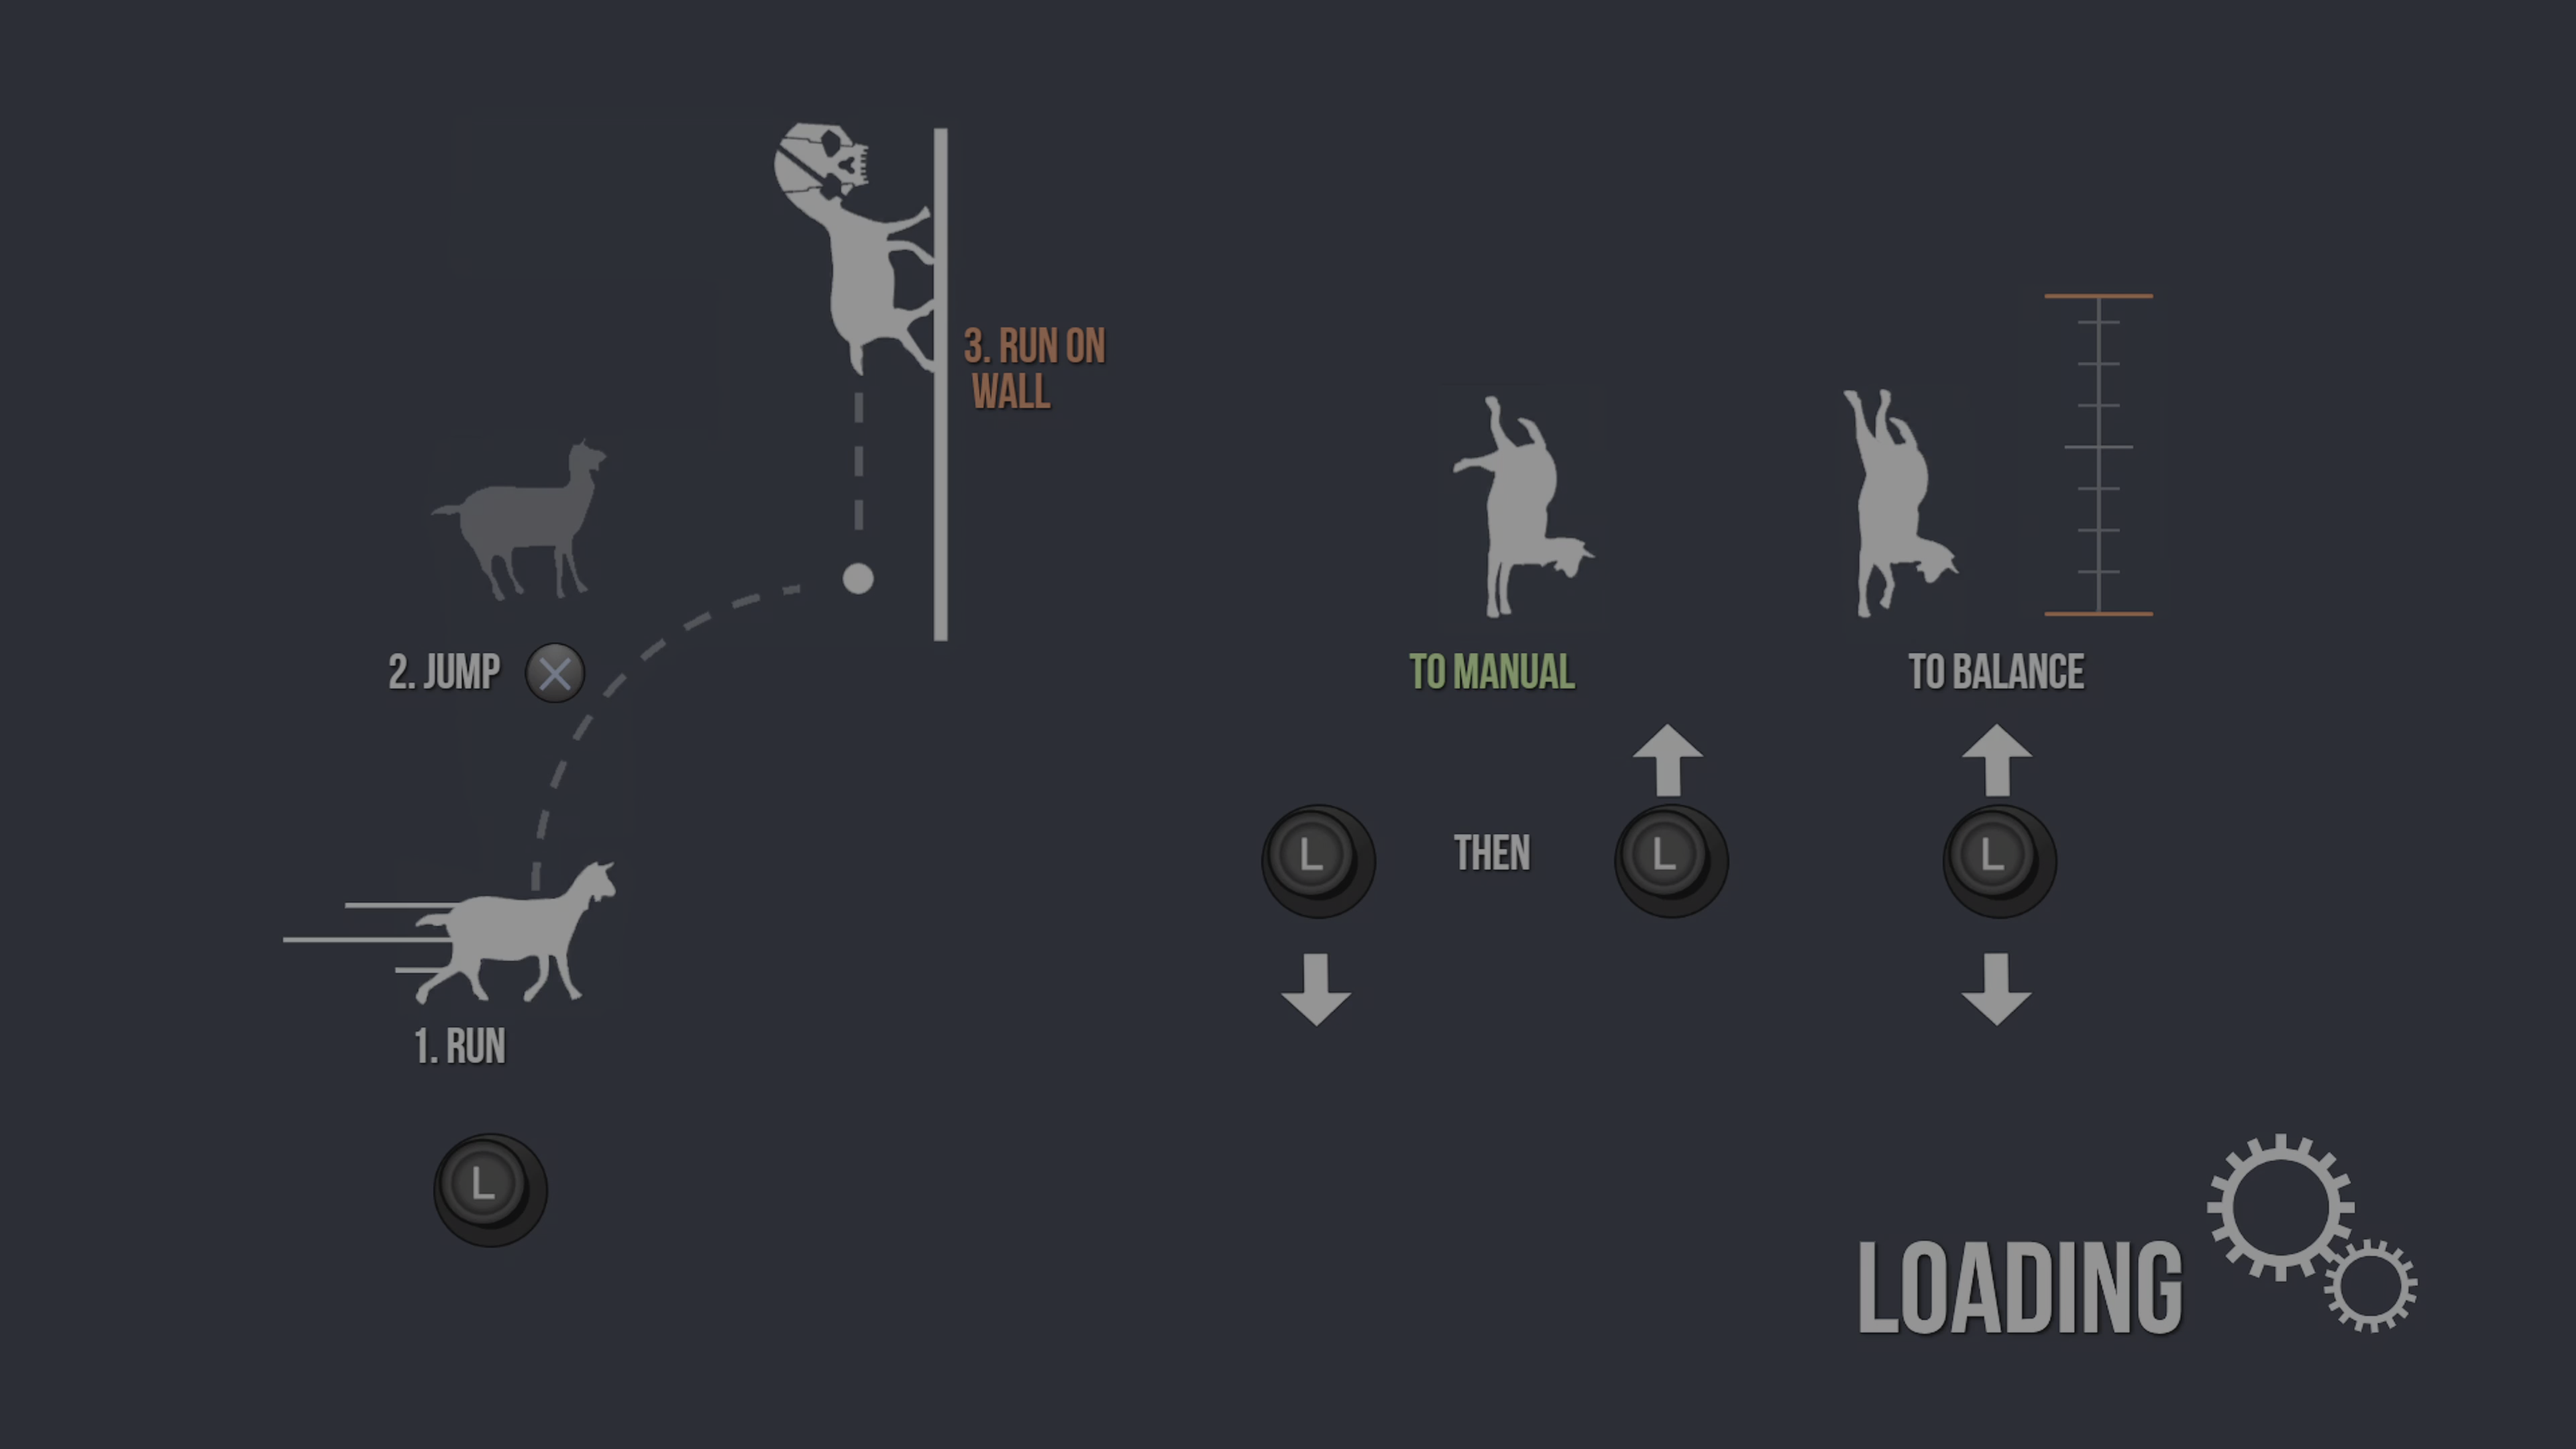 3. RUN ON
WALL
2. JUMP
TO MANUAL
TO BALANCE
L
THEN
L
L
1. RUN
L
LOADING